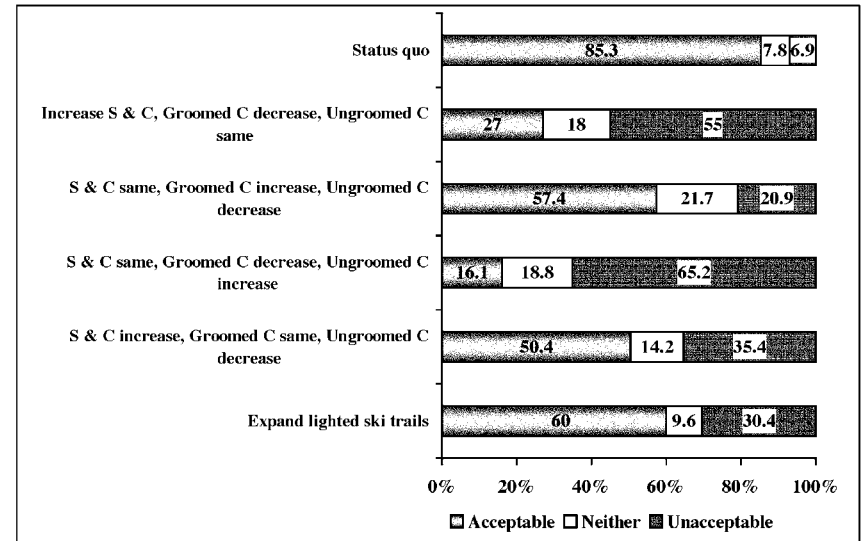 Status quo
85.3 7.8 6.9
Increase S & C, Groomed C decrease, Ungroomed C
same
27 18 55
S & C same, Groomed C increase, Ungroomed C
decrease
57.4 21.7 20.9
S & C same, Groomed C decrease, Ungroomed C
increase
16.1 18.8 65.2
S & C increase, Groomed C same, Ungroomed C
decrease
50.4 14.2 35.4
Expand lighted ski trails
60 9.6 30.4
0% 20% 40% 60% 80% 100%
Acceptable Neither Unacceptable